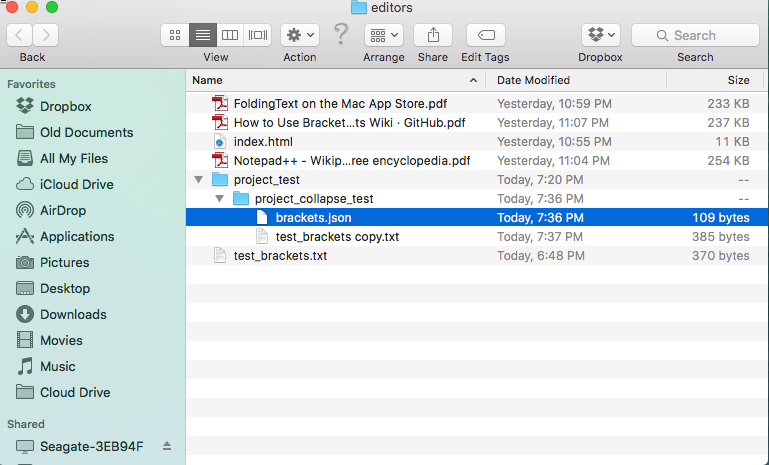 editors
Back View Action Arrange Share Edit Tags Dropbox Search
Search
Favorites
Dropbox
Old Documents
All My Files
iCloud Drive
AirDrop
Applications
Pictures
Desktop
Downloads
Movies
Music
Cloud Drive
Shared
Seagate-3EB94F
Name Date Modified Size
FoldingText on the Mac App Store.pdf Yesterday, 10:59 PM 233 KB
How to Use Bracket...ts Wiki · GitHub.pdf Yesterday, 11:07 PM 237 KB
index.html Yesterday, 10:55 PM 11 KB
Notepad++ - Wikip...ree encyclopedia.pdf Yesterday, 11:04 PM 254 KB
project_test Today, 7:20 PM --
project_collapse_test Today, 7:36 PM --
brackets.json Today, 7:36 PM 109 bytes
test_brackets copy.txt Today, 7:37 PM 385 bytes
test_brackets.txt Today, 6:48 PM 370 bytes